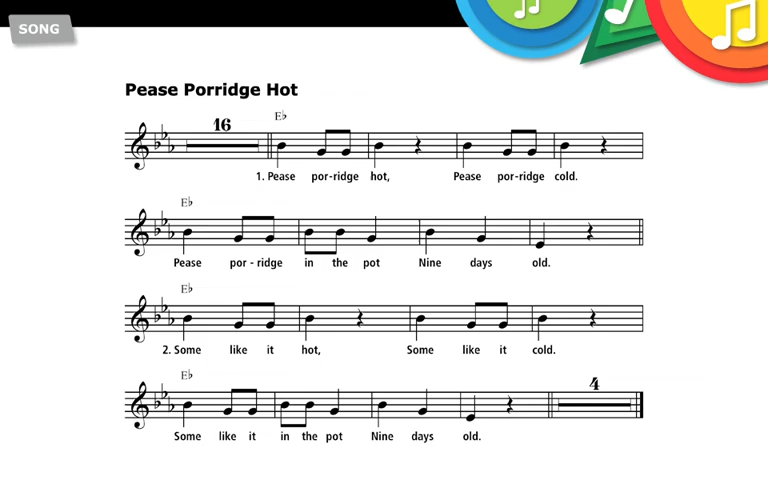 SONG
Pease Porridge Hot
16
E♭
1. Pease por-ridge hot, Pease por-ridge cold.
E♭
Pease por - ridge in the pot Nine days old.
E♭
2. Some like it hot, Some like it cold.
E♭
4
Some like it in the pot Nine days old.